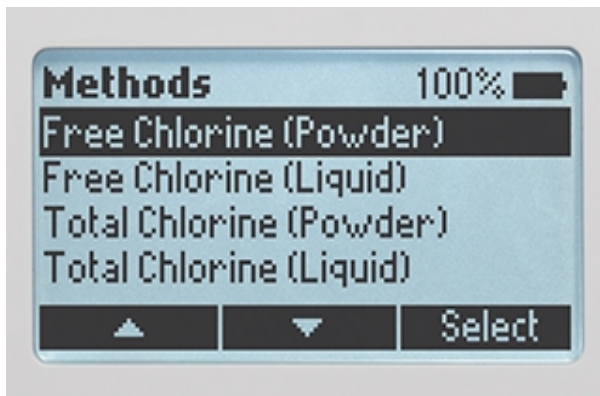 Methods 100%
Free Chlorine (Powder)
Free Chlorine (Liquid)
Total Chlorine (Powder)
Total Chlorine (Liquid)
Select